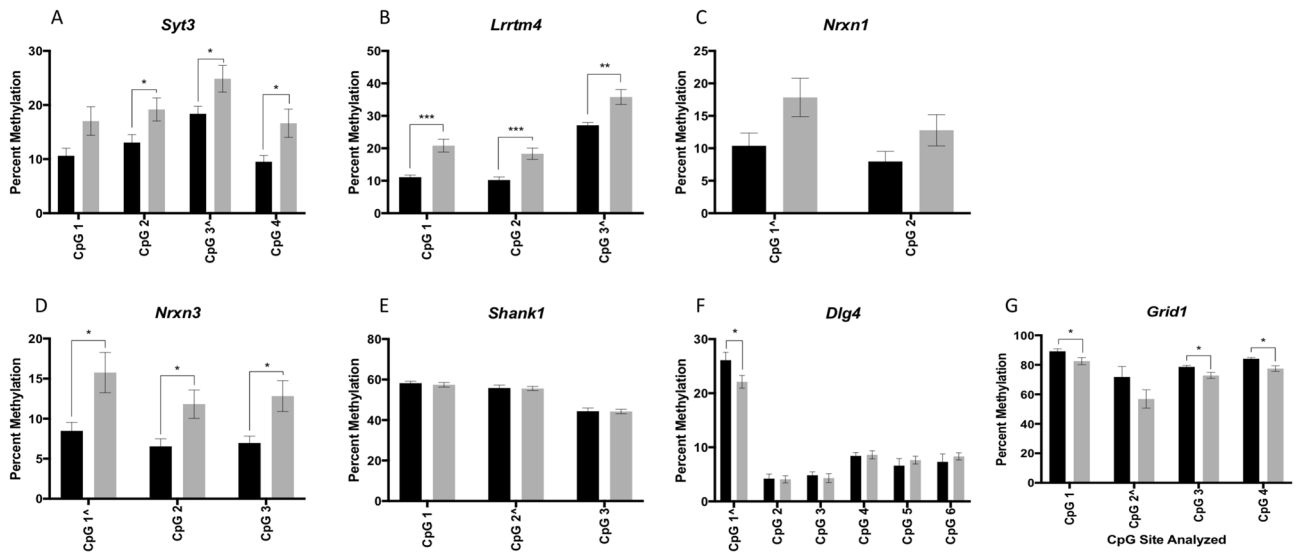 A
Syt3
Percent Methylation
30
20
10
0
*
*
*
CpG 1
CpG 2
CpG 3^
CpG 4
B
Lrrtm4
Percent Methylation
50
40
30
20
10
0
***
***
**
CpG 1
CpG 2
CpG 3^
C
Nrxn1
Percent Methylation
25
20
15
10
5
0
CpG 1^
CpG 2
D
Nrxn3
Percent Methylation
20
15
10
5
0
*
*
*
CpG 1^
CpG 2
CpG 3
E
Shank1
Percent Methylation
80
60
40
20
0
CpG 1
CpG 2^
CpG 3
F
Dlg4
Percent Methylation
30
20
10
0
*
CpG 1^
CpG 2
CpG 3
CpG 4
CpG 5
CpG 6
G
Grid1
Percent Methylation
100
80
60
40
20
0
*
*
*
CpG 1
CpG 2^
CpG 3
CpG 4
CpG Site Analyzed